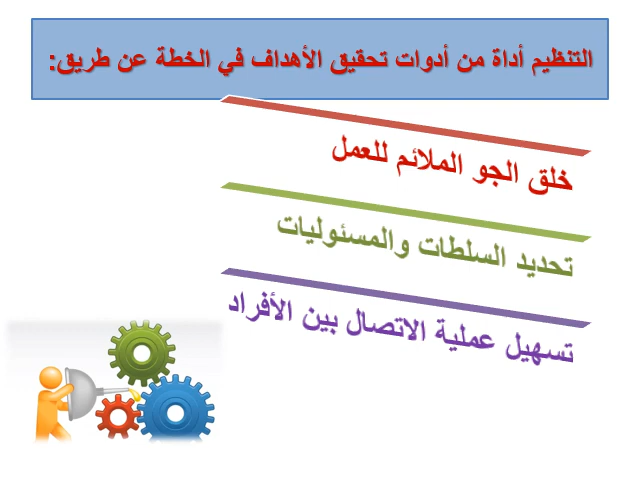 التنظيم أداة من أدوات تحقيق الأهداف في الخطة عن طريق:
خلق الجو الملائم للعمل
تحديد السلطات والمسئوليات
تسهيل عملية الاتصال بين الأفراد